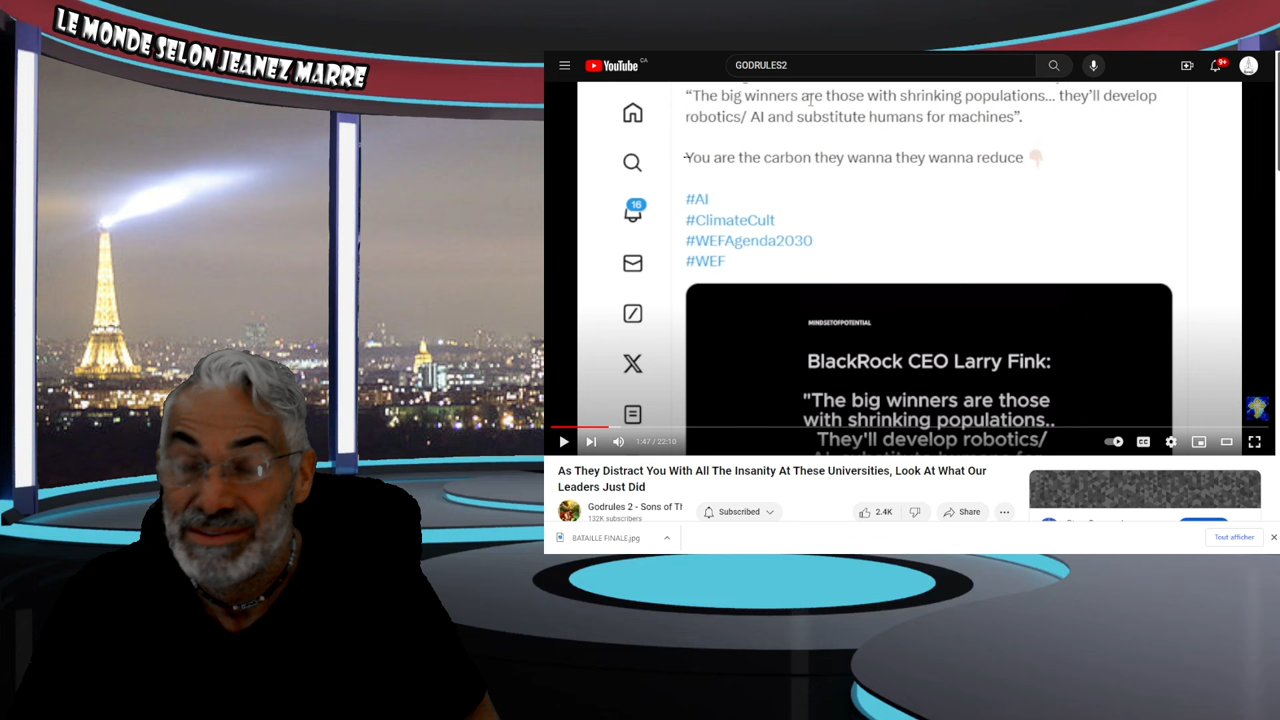 LE MONDE SELON JEANEZ MARRE
YouTube CA
GODRULES2
9+
“The big winners are those with shrinking populations... they’ll develop
robotics/ AI and substitute humans for machines”.
You are the carbon they wanna they wanna reduce
#AI
#ClimateCult
#WEFAgenda2030
#WEF
16
MINDSETOFPOTENTIAL
BlackRock CEO Larry Fink:
"The big winners are those
with shrinking populations..
They'll develop robotics/
1:47 / 22:10
As They Distract You With All The Insanity At These Universities, Look At What Our
Leaders Just Did
Godrules 2 - Sons of Th
132K subscribers
Subscribed
2.4K
Share
BATAILLE FINALE.jpg
Tout afficher